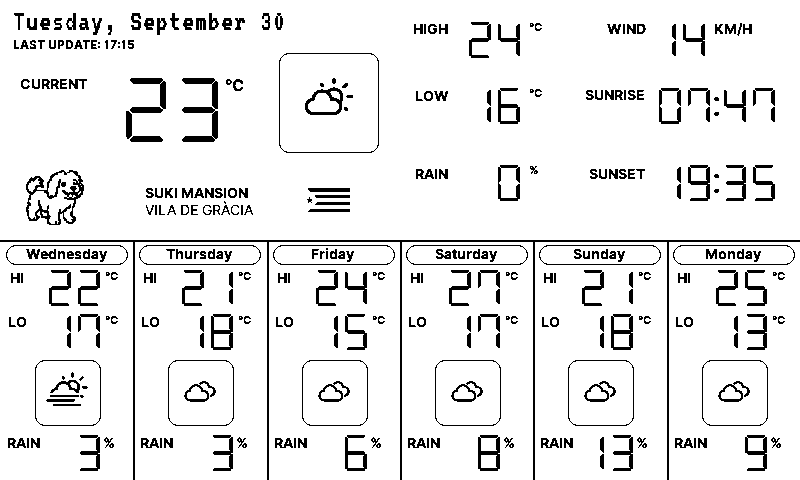 Tuesday, September 30
LAST UPDATE: 17:15
CURRENT 23 °C
HIGH 24 °C
WIND 14 KM/H
LOW 16 °C
SUNRISE 07:47
RAIN 0 %
SUNSET 19:35
SUKI MANSION
VILA DE GRÀCIA
Wednesday
HI 22 °C
LO 17 °C
RAIN 3 %
Thursday
HI 21 °C
LO 18 °C
RAIN 3 %
Friday
HI 24 °C
LO 15 °C
RAIN 6 %
Saturday
HI 27 °C
LO 17 °C
RAIN 8 %
Sunday
HI 21 °C
LO 18 °C
RAIN 13 %
Monday
HI 25 °C
LO 13 °C
RAIN 9 %